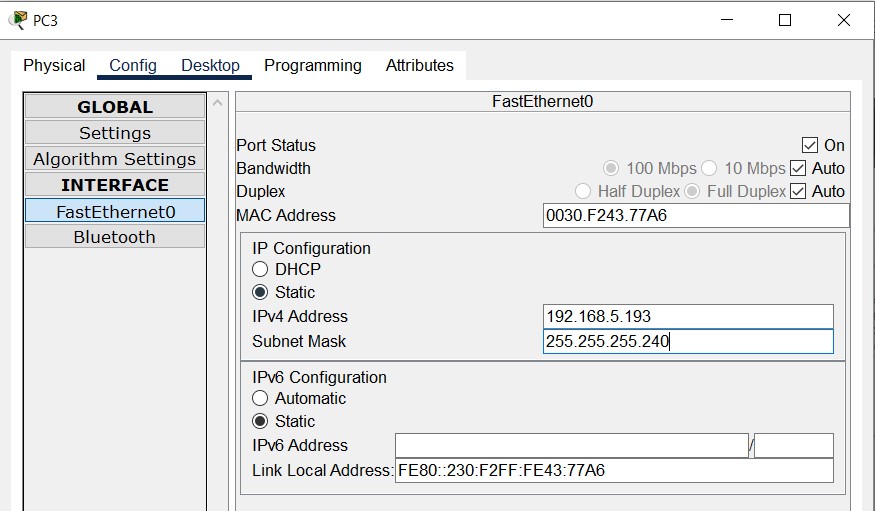 PC3
Physical Config Desktop Programming Attributes
GLOBAL
Settings
Algorithm Settings
INTERFACE
FastEthernet0
Bluetooth
FastEthernet0
Port Status On
Bandwidth 100 Mbps 10 Mbps Auto
Duplex Half Duplex Full Duplex Auto
MAC Address 0030.F243.77A6
IP Configuration
DHCP
Static
IPv4 Address 192.168.5.193
Subnet Mask 255.255.255.240
IPv6 Configuration
Automatic
Static
IPv6 Address /
Link Local Address: FE80::230:F2FF:FE43:77A6